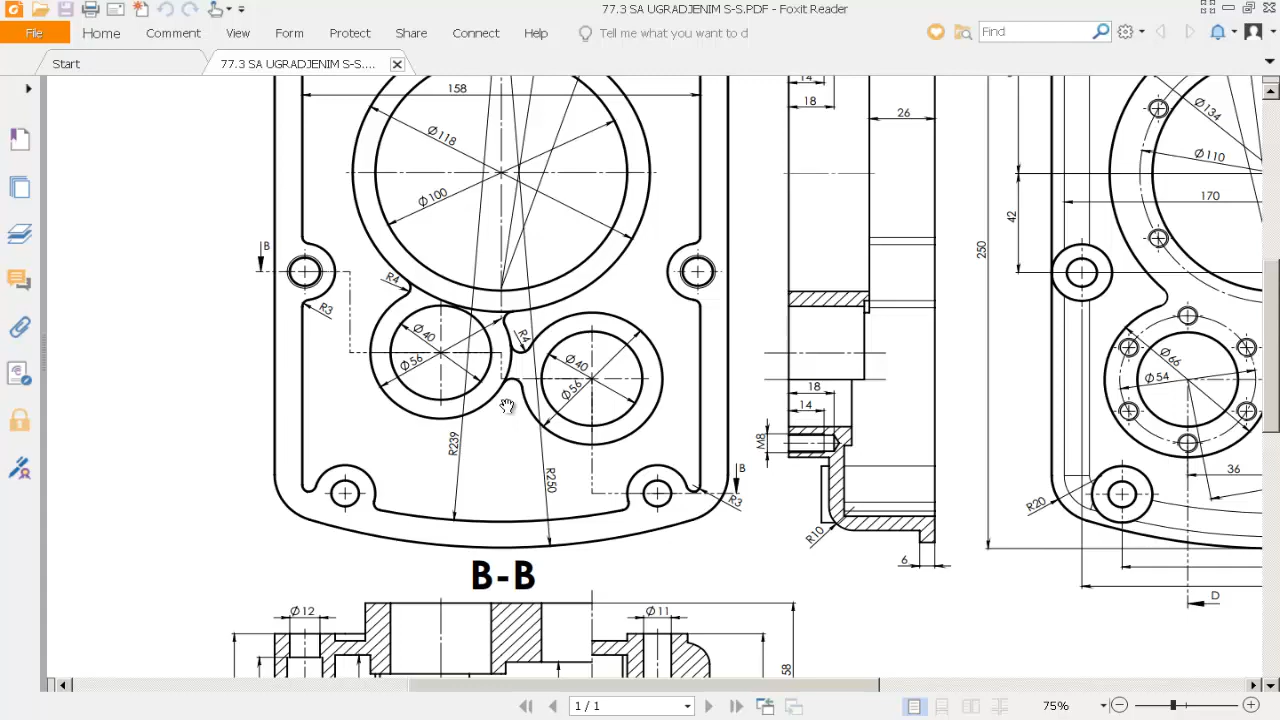 77.3 SA UGRADJENIM S-S.PDF - Foxit Reader
File Home Comment View Form Protect Share Connect Help Tell me what you want to d Find
Start 77.3 SA UGRADJENIM S-S....
158
14
18
26
Ø118
Ø100
Ø134
Ø110
170
42
250
B
R4
R3
Ø40
Ø56
R4
Ø40
Ø56
R239
R250
B
R3
18
14
M8
R10
6
Ø66
Ø54
36
R20
D
B-B
Ø12
Ø11
58
1 / 1
75%